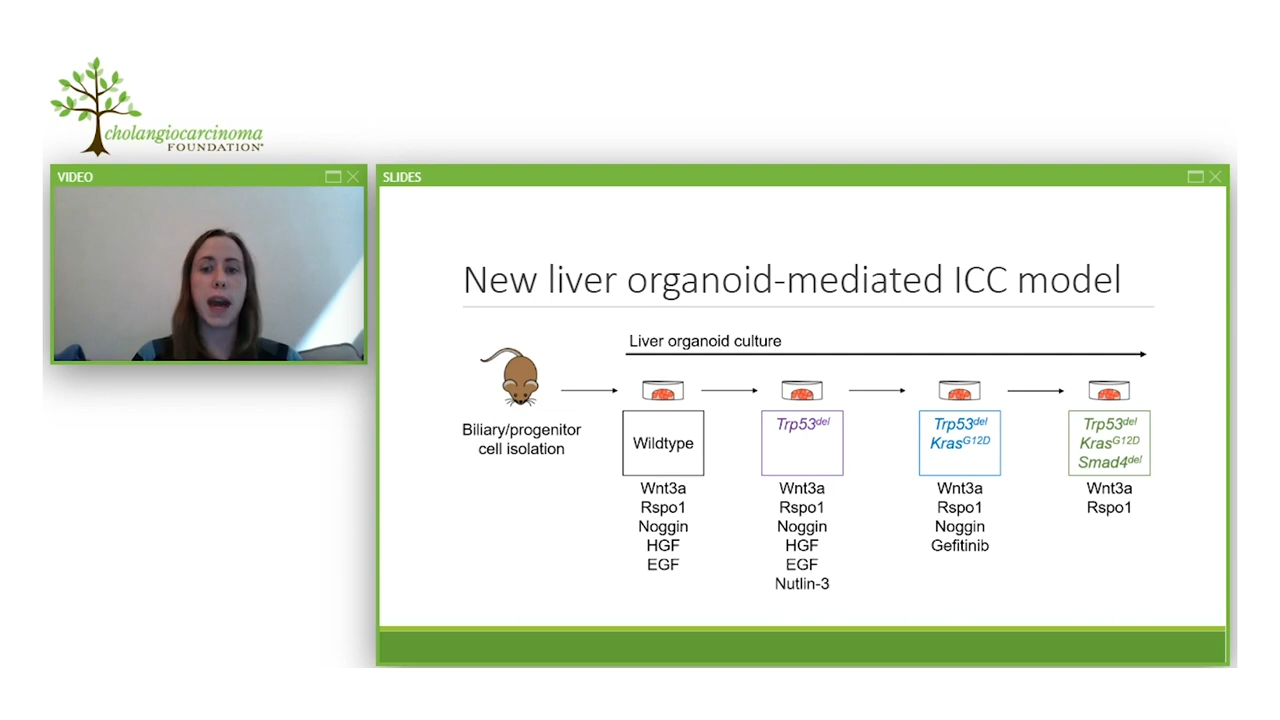 cholangiocarcinoma
FOUNDATION®
VIDEO
SLIDES
New liver organoid-mediated ICC model
Liver organoid culture
Biliary/progenitor
cell isolation
Wildtype
Wnt3a
Rspo1
Noggin
HGF
EGF
Trp53del
Wnt3a
Rspo1
Noggin
HGF
EGF
Nutlin-3
Trp53del
KrasG12D
Wnt3a
Rspo1
Noggin
Gefitinib
Trp53del
KrasG12D
Smad4del
Wnt3a
Rspo1